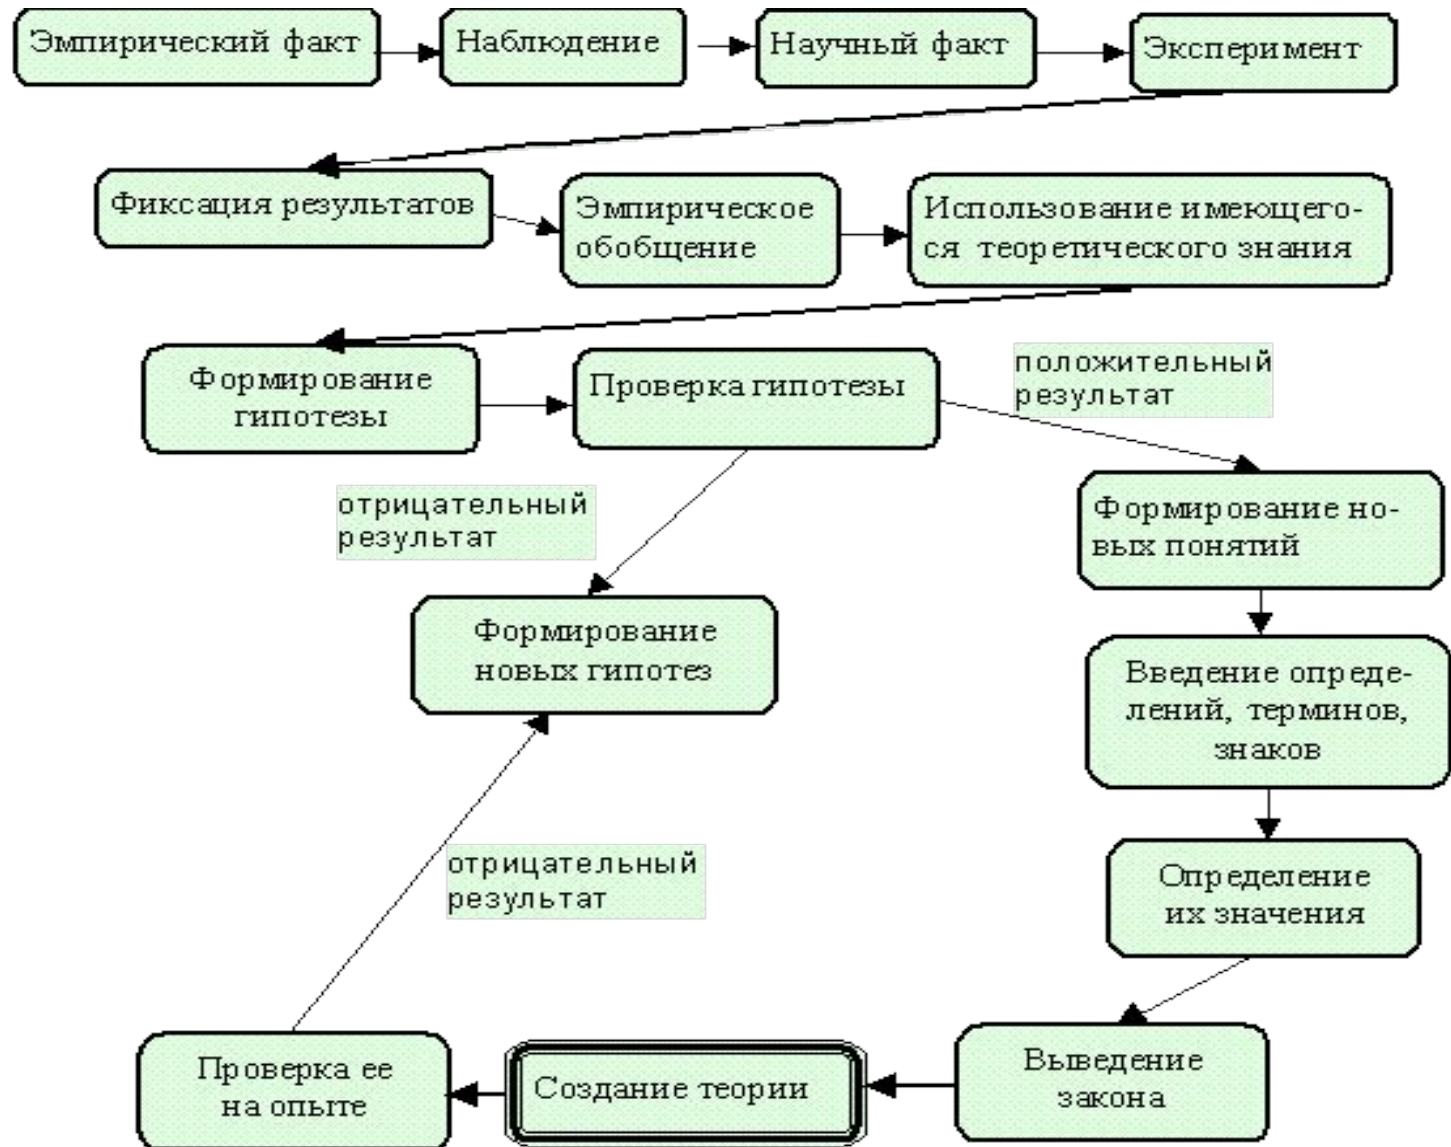 Эмпирический факт
Наблюдение
Научный факт
Эксперимент
Фиксация результатов
Эмпирическое
обобщение
Использование имеющего-
ся теоретического знания
Формирование
гипотезы
Проверка гипотезы
положительный
результат
отрицательный
результат
Формирование но-
вых понятий
Формирование
новых гипотез
Введение опреде-
лений, терминов,
знаков
отрицательный
результат
Определение
их значения
Выведение
закона
Создание теории
Проверка ее
на опыте